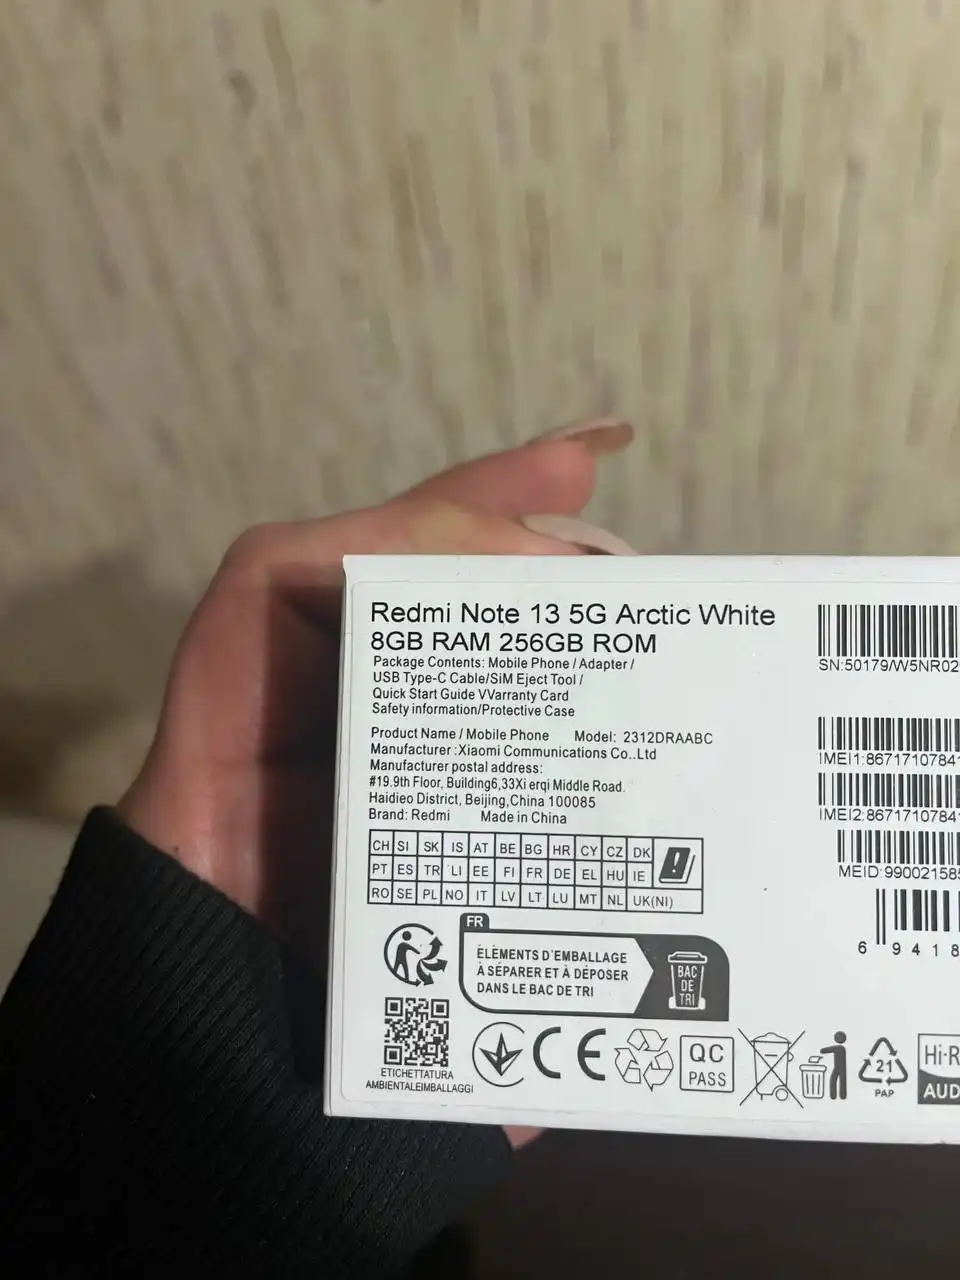 Redmi Note 13 5G Arctic White
8GB RAM 256GB ROM
Package Contents: Mobile Phone / Adapter /
USB Type-C Cable/SiM Eject Tool /
Quick Start Guide VVarranty Card
Safety information/Protective Case
Product Name / Mobile Phone Model: 2312DRAABC
Manufacturer :Xiaomi Communications Co..Ltd
Manufacturer postal address:
#19.9th Floor, Building6,33Xi erqi Middle Road.
Haidieo District, Beijing,China 100085
Brand: Redmi Made in China
CH SI SK IS AT BE BG HR CY CZ DK
PT ES TR LI EE FI FR DE EL HU IE
RO SE PL NO IT LV LT LU MT NL UK(NI)
FR
ÉLÉMENTS D'EMBALLAGE
À SÉPARER ET À DÉPOSER
DANS LE BAC DE TRI
BAC
DE
TRI
ETICHETTATURA
AMBIENTALEIMBALLAGGI
CE
QC
PASS
21
PAP
Hi-R
AUD
SN:50179/W5NR02
IMEI1:8671710784
IMEI2:8671710784
MEID:990021585
6 9418